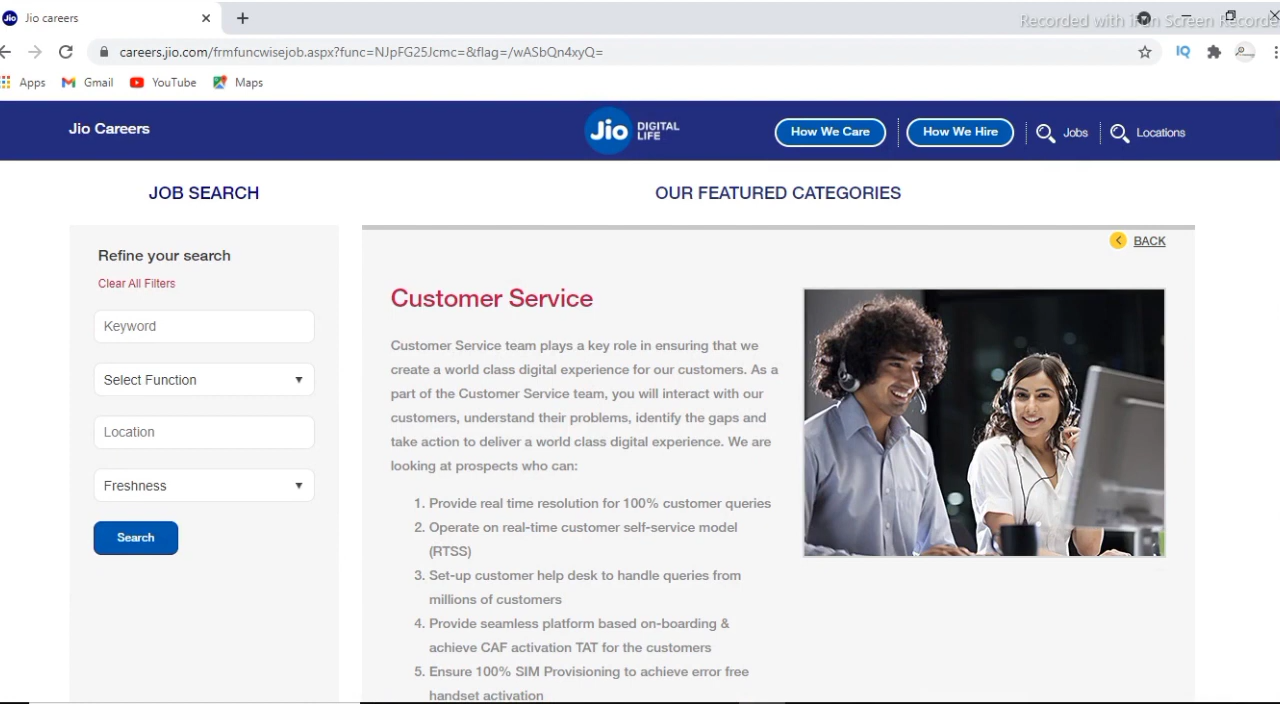 Jio Jio careers
Recorded with iFun Screen Recorde
careers.jio.com/frmfuncwisejob.aspx?func=NJpFG25Jcmc=&flag=/wASbQn4xyQ=
IQ
Apps Gmail YouTube Maps
Jio Careers
Jio DIGITAL
LIFE
How We Care How We Hire Jobs Locations
JOB SEARCH
OUR FEATURED CATEGORIES
Refine your search
Clear All Filters
Keyword
Select Function
Location
Freshness
Search
BACK
Customer Service
Customer Service team plays a key role in ensuring that we
create a world class digital experience for our customers. As a
part of the Customer Service team, you will interact with our
customers, understand their problems, identify the gaps and
take action to deliver a world class digital experience. We are
looking at prospects who can:
1. Provide real time resolution for 100% customer queries
2. Operate on real-time customer self-service model
(RTSS)
3. Set-up customer help desk to handle queries from
millions of customers
4. Provide seamless platform based on-boarding &
achieve CAF activation TAT for the customers
5. Ensure 100% SIM Provisioning to achieve error free
handset activation